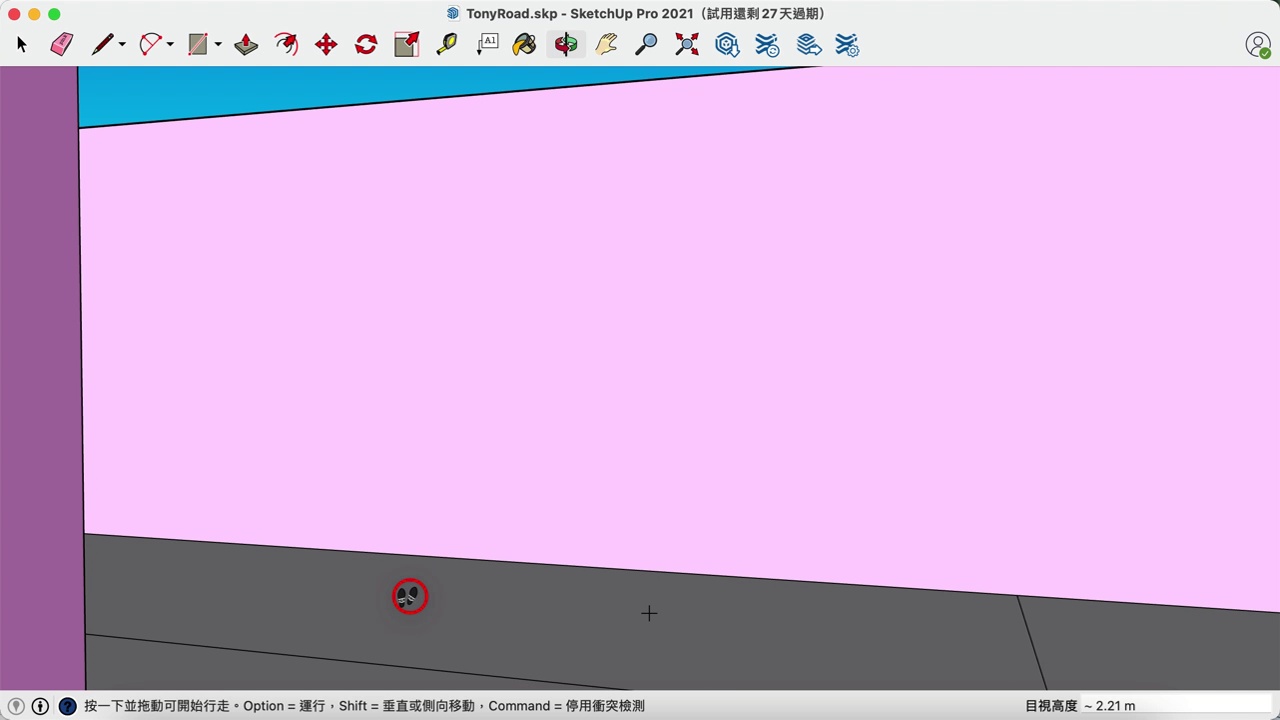 TonyRoad.skp - SketchUp Pro 2021（試用還剩 27 天過期）
A1
按一下並拖動可開始行走。Option = 運行，Shift = 垂直或側向移動，Command = 停用衝突檢測
目視高度 ~ 2.21 m